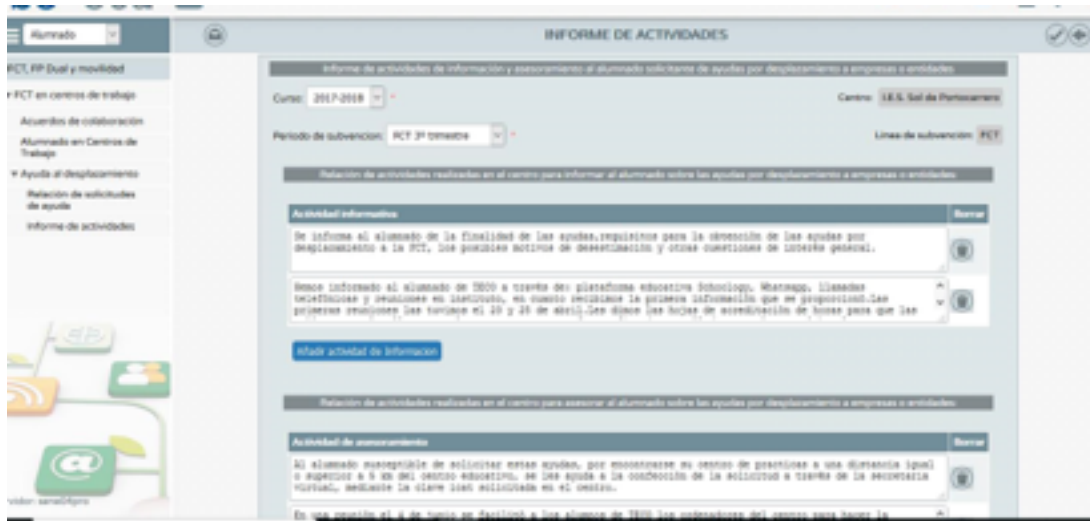 Alumnado
INFORME DE ACTIVIDADES
FCT, FP Dual y movilidad
FCT en centros de trabajo
Acuerdos de colaboración
Alumnado en Centros de
Trabajo
Ayuda al desplazamiento
Relación de solicitudes
de ayuda
Informe de actividades
Informe de actividades de información y asesoramiento al alumnado solicitante de ayudas por desplazamiento a empresas o entidades
Curso: 2017-2018 *
Centro: I.E.S. Sol de Portocarrero
Periodo de subvencion: FCT 3º trimestre *
Línea de subvención: FCT
Relación de actividades realizadas en el centro para informar al alumnado sobre las ayudas por desplazamiento a empresas o entidades
Actividad informativa Borrar
Se informa al alumnado de la finalidad de las ayudas,requisitos para la obtención de las ayudas por
desplazamiento a la FCT, los posibles motivos de desestimación y otras cuestiones de interés general.
Hemos informado al alumnado de TECO a través de: plataforma educativa Schoology, Whatsapp, llamadas
telefónicas y reuniones en instituto, en cuanto recibimos la primera información que se proporcionó.Las
primeras reuniones las tuvimos el 20 y 26 de abril.Les dimos las hojas de acreditación de horas para que las
Añadir actividad de Informacion
Relación de actividades realizadas en el centro para asesorar al alumnado sobre las ayudas por desplazamiento a empresas o entidades
Actividad de asesoramiento Borrar
Al alumnado susceptible de solicitar estas ayudas, por encontrarse su centro de practicas a una distancia igual
o superior a 5 km del centro educativo, se les ayuda a la confección de la solicitud a través de la secretaría
virtual, mediante la clave iCat solicitada en el centro.
En una reunión el 4 de junio se facilitó a los alumnos de TECO los ordenadores del centro para hacer la